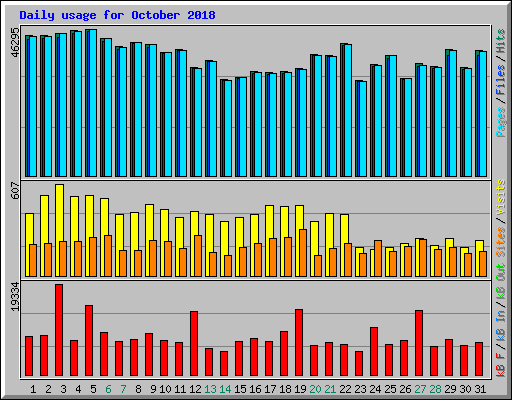 Daily usage for October 2018
46295
Pages / Files / Hits
607
Sites / Visits
19334
kB F / kB In / kB Out
1 2 3 4 5 6 7 8 9 10 11 12 13 14 15 16 17 18 19 20 21 22 23 24 25 26 27 28 29 30 31